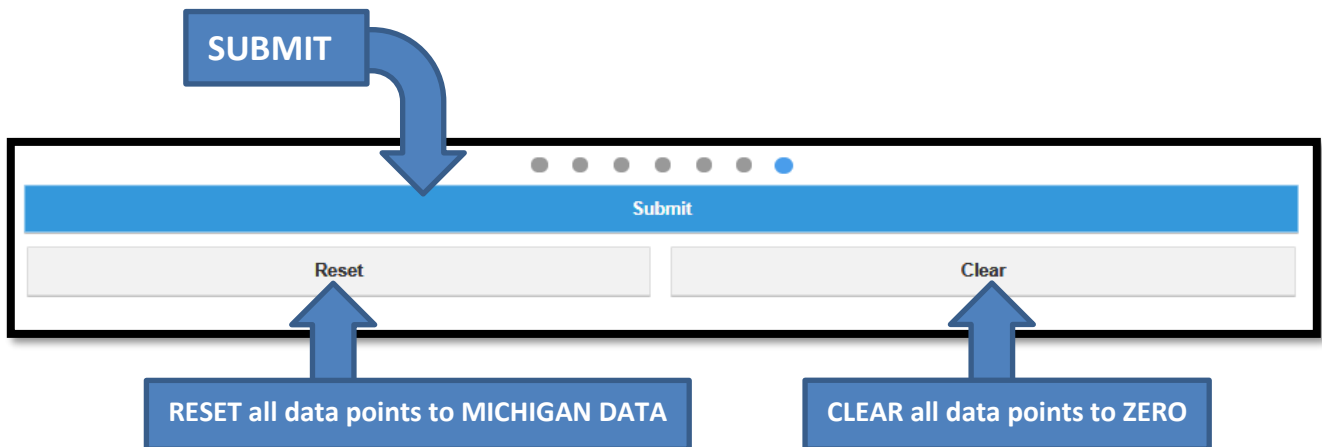 SUBMIT
Submit
Reset
Clear
RESET all data points to MICHIGAN DATA
CLEAR all data points to ZERO